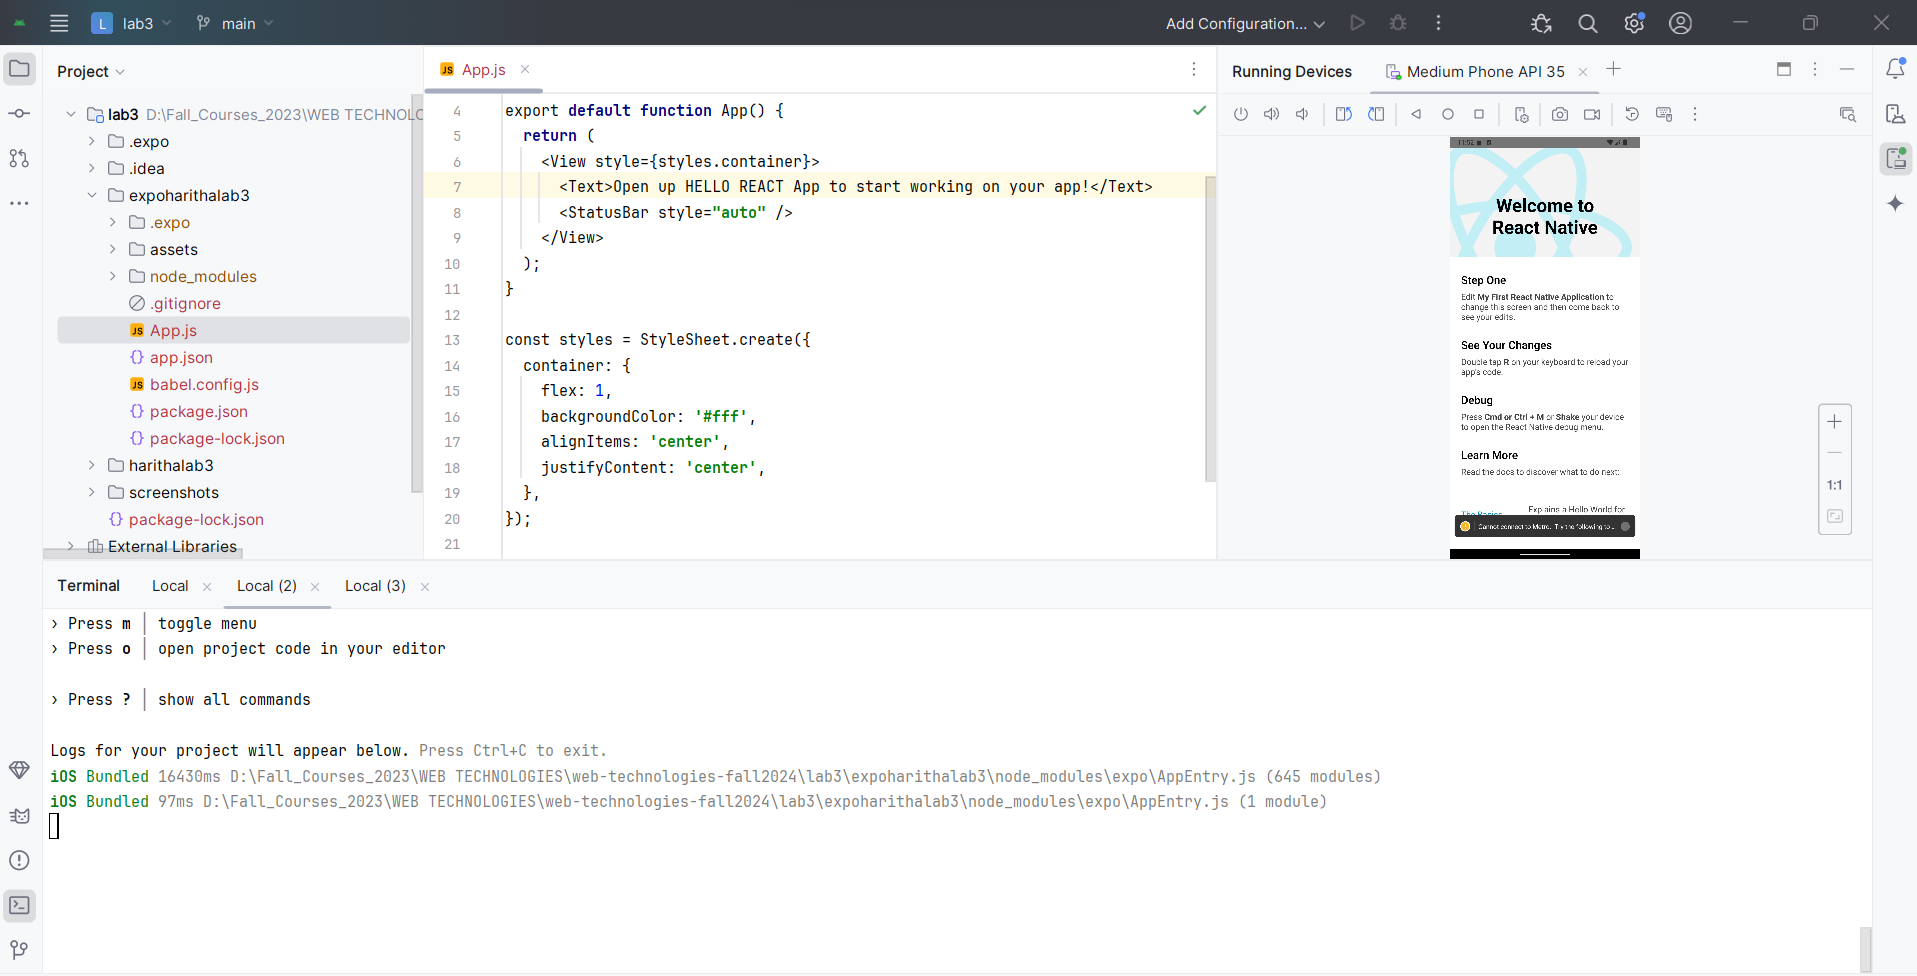 L lab3 main Add Configuration...
Project
lab3 D:\Fall_Courses_2023\WEB TECHNOLO
.expo
.idea
expoharithalab3
.expo
assets
node_modules
.gitignore
JS App.js
{} app.json
JS babel.config.js
{} package.json
{} package-lock.json
harithalab3
screenshots
{} package-lock.json
External Libraries
JS App.js
4 export default function App() {
5 return (
6 <View style={styles.container}>
7 <Text>Open up HELLO REACT App to start working on your app!</Text>
8 <StatusBar style="auto" />
9 </View>
10 );
11 }
12
13 const styles = StyleSheet.create({
14 container: {
15 flex: 1,
16 backgroundColor: '#fff',
17 alignItems: 'center',
18 justifyContent: 'center',
19 },
20 });
21
Running Devices Medium Phone API 35
11:52
Welcome to
React Native
Step One
Edit My First React Native Application to
change this screen and then come back to
see your edits.
See Your Changes
Double tap R on your keyboard to reload your
app's code.
Debug
Press Cmd or Ctrl + M or Shake your device
to open the React Native debug menu.
Learn More
Read the docs to discover what to do next:
The Basics Explains a Hello World for
Cannot connect to Metro. Try the following to...
1:1
Terminal Local Local (2) Local (3)
› Press m │ toggle menu
› Press o │ open project code in your editor
› Press ? │ show all commands
Logs for your project will appear below. Press Ctrl+C to exit.
iOS Bundled 16430ms D:\Fall_Courses_2023\WEB TECHNOLOGIES\web-technologies-fall2024\lab3\expoharithalab3\node_modules\expo\AppEntry.js (645 modules)
iOS Bundled 97ms D:\Fall_Courses_2023\WEB TECHNOLOGIES\web-technologies-fall2024\lab3\expoharithalab3\node_modules\expo\AppEntry.js (1 module)